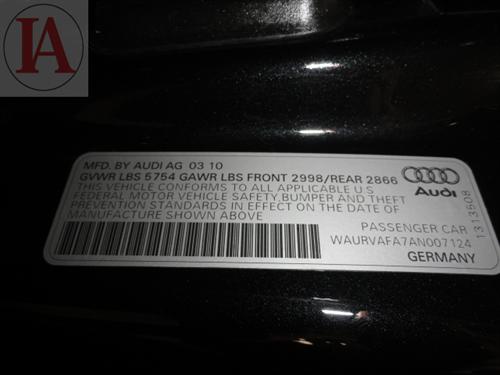 IA
MFD. BY AUDI AG 03 10
GVWR LBS 5754 GAWR LBS FRONT 2998/REAR 2866
THIS VEHICLE CONFORMS TO ALL APPLICABLE U.S
FEDERAL MOTOR VEHICLE SAFETY, BUMPER AND THEFT
PREVENTION STANDARDS IN EFFECT ON THE DATE OF
MANUFACTURE SHOWN ABOVE
Audi
1313508
PASSENGER CAR
WAURVAFA7AN007124
GERMANY